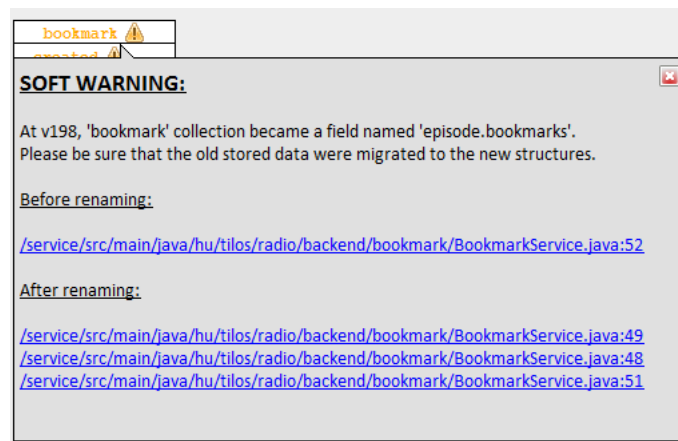 bookmark
created
SOFT WARNING:
At v198, 'bookmark' collection became a field named 'episode.bookmarks'.
Please be sure that the old stored data were migrated to the new structures.
Before renaming:
/service/src/main/java/hu/tilos/radio/backend/bookmark/BookmarkService.java:52
After renaming:
/service/src/main/java/hu/tilos/radio/backend/bookmark/BookmarkService.java:49
/service/src/main/java/hu/tilos/radio/backend/bookmark/BookmarkService.java:48
/service/src/main/java/hu/tilos/radio/backend/bookmark/BookmarkService.java:51